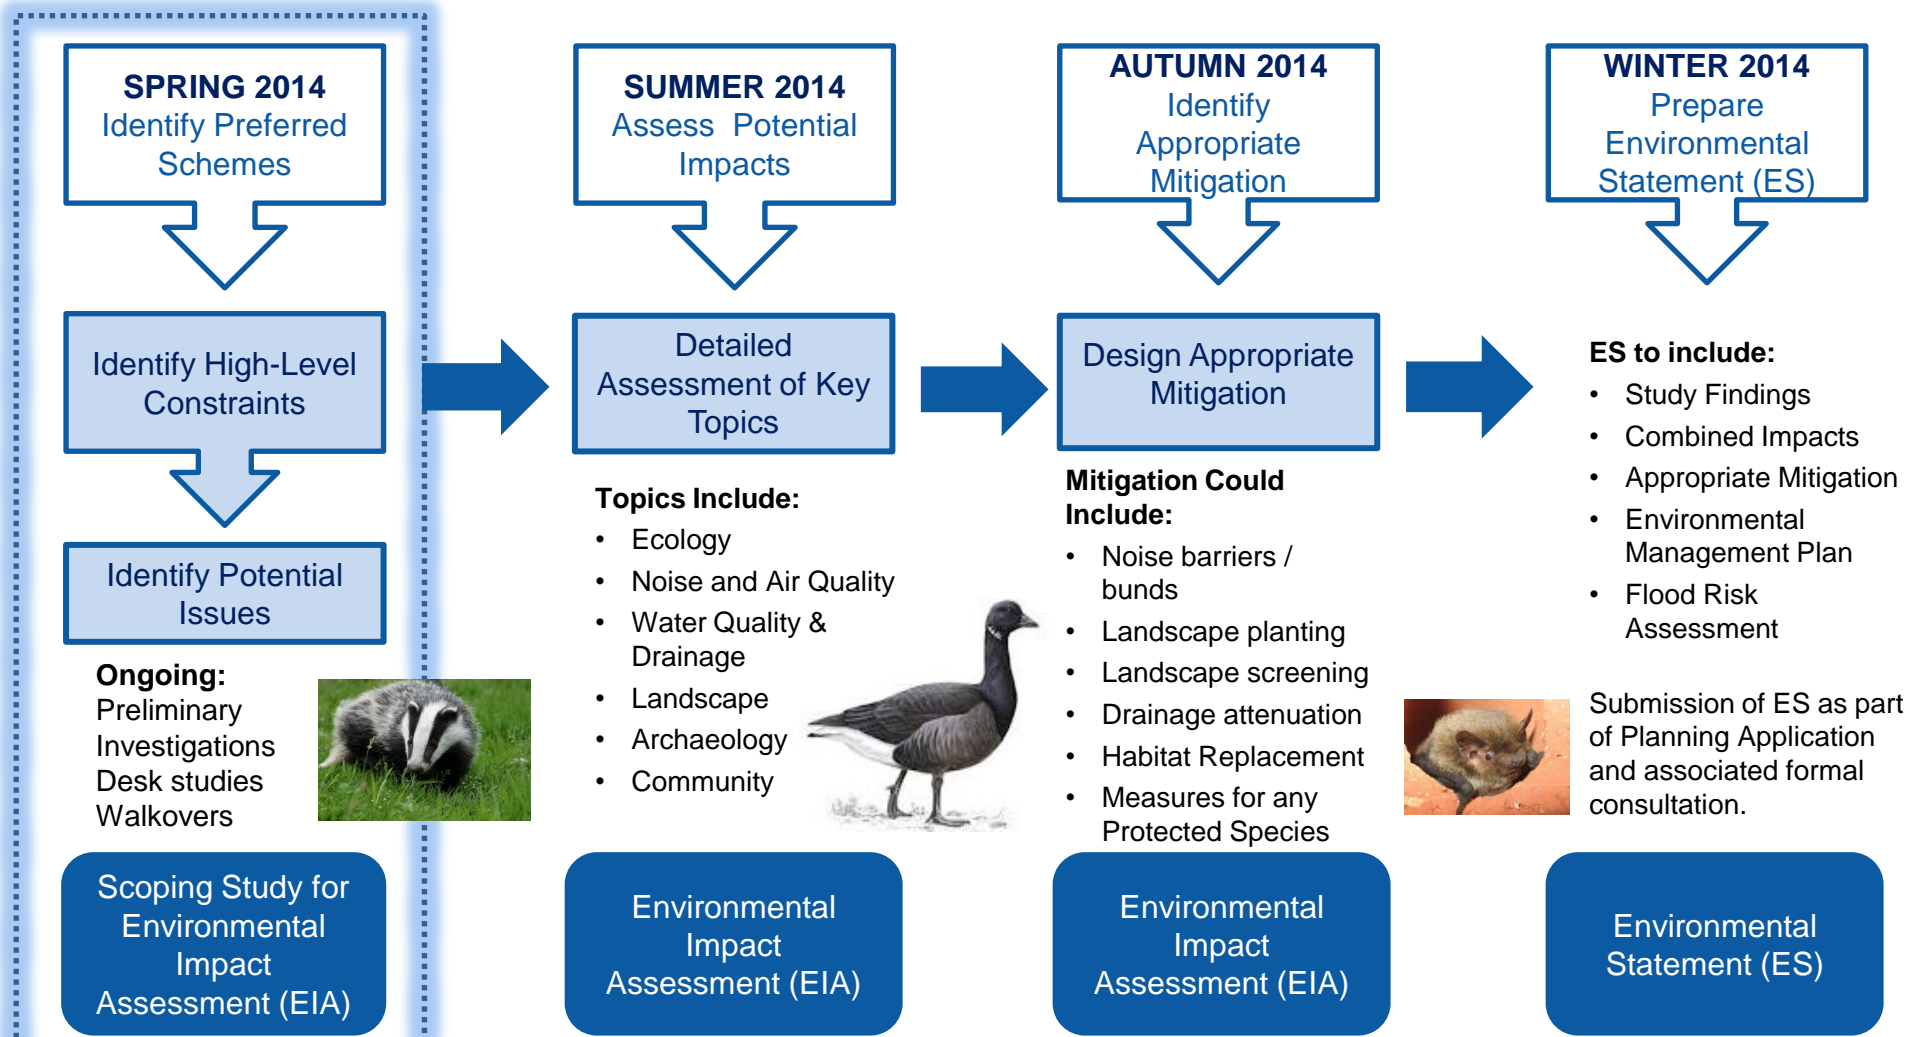 SPRING 2014
Identify Preferred
Schemes
Identify High-Level
Constraints
Identify Potential
Issues
Ongoing:
Preliminary
Investigations
Desk studies
Walkovers
Scoping Study for
Environmental
Impact
Assessment (EIA)
SUMMER 2014
Assess Potential
Impacts
Detailed
Assessment of Key
Topics
Topics Include:
• Ecology
• Noise and Air Quality
• Water Quality &
Drainage
• Landscape
• Archaeology
• Community
Environmental
Impact
Assessment (EIA)
AUTUMN 2014
Identify
Appropriate
Mitigation
Design Appropriate
Mitigation
Mitigation Could
Include:
• Noise barriers /
bunds
• Landscape planting
• Landscape screening
• Drainage attenuation
• Habitat Replacement
• Measures for any
Protected Species
Environmental
Impact
Assessment (EIA)
WINTER 2014
Prepare
Environmental
Statement (ES)
ES to include:
• Study Findings
• Combined Impacts
• Appropriate Mitigation
• Environmental
Management Plan
• Flood Risk
Assessment
Submission of ES as part
of Planning Application
and associated formal
consultation.
Environmental
Statement (ES)